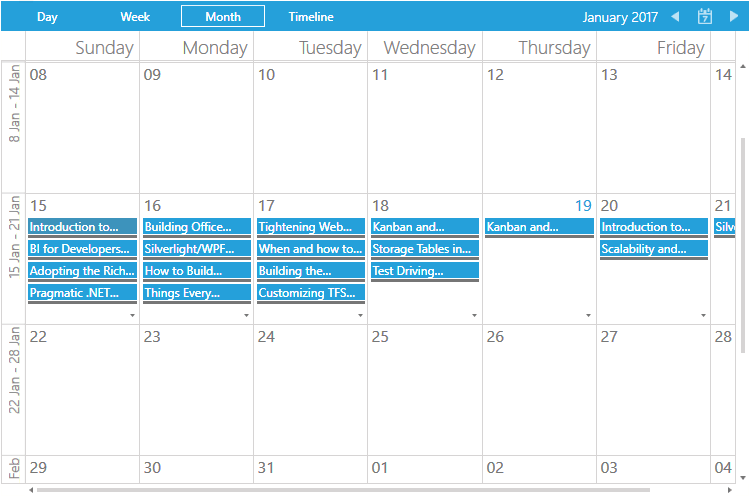 Day Week Month Timeline January 2017 7
Sunday Monday Tuesday Wednesday Thursday Friday
8 Jan - 14 Jan
08 09 10 11 12 13 14
15 Jan - 21 Jan
15 16 17 18 19 20 21
Introduction to... Building Office... Tightening Web... Kanban and... Kanban and... Introduction to... Silve
BI for Developers... Silverlight/WPF... When and how to... Storage Tables in... Scalability and...
Adopting the Rich... How to Build... Building the... Test Driving...
Pragmatic .NET... Things Every... Customizing TFS...
22 Jan - 28 Jan
22 23 24 25 26 27 28
Feb
29 30 31 01 02 03 04